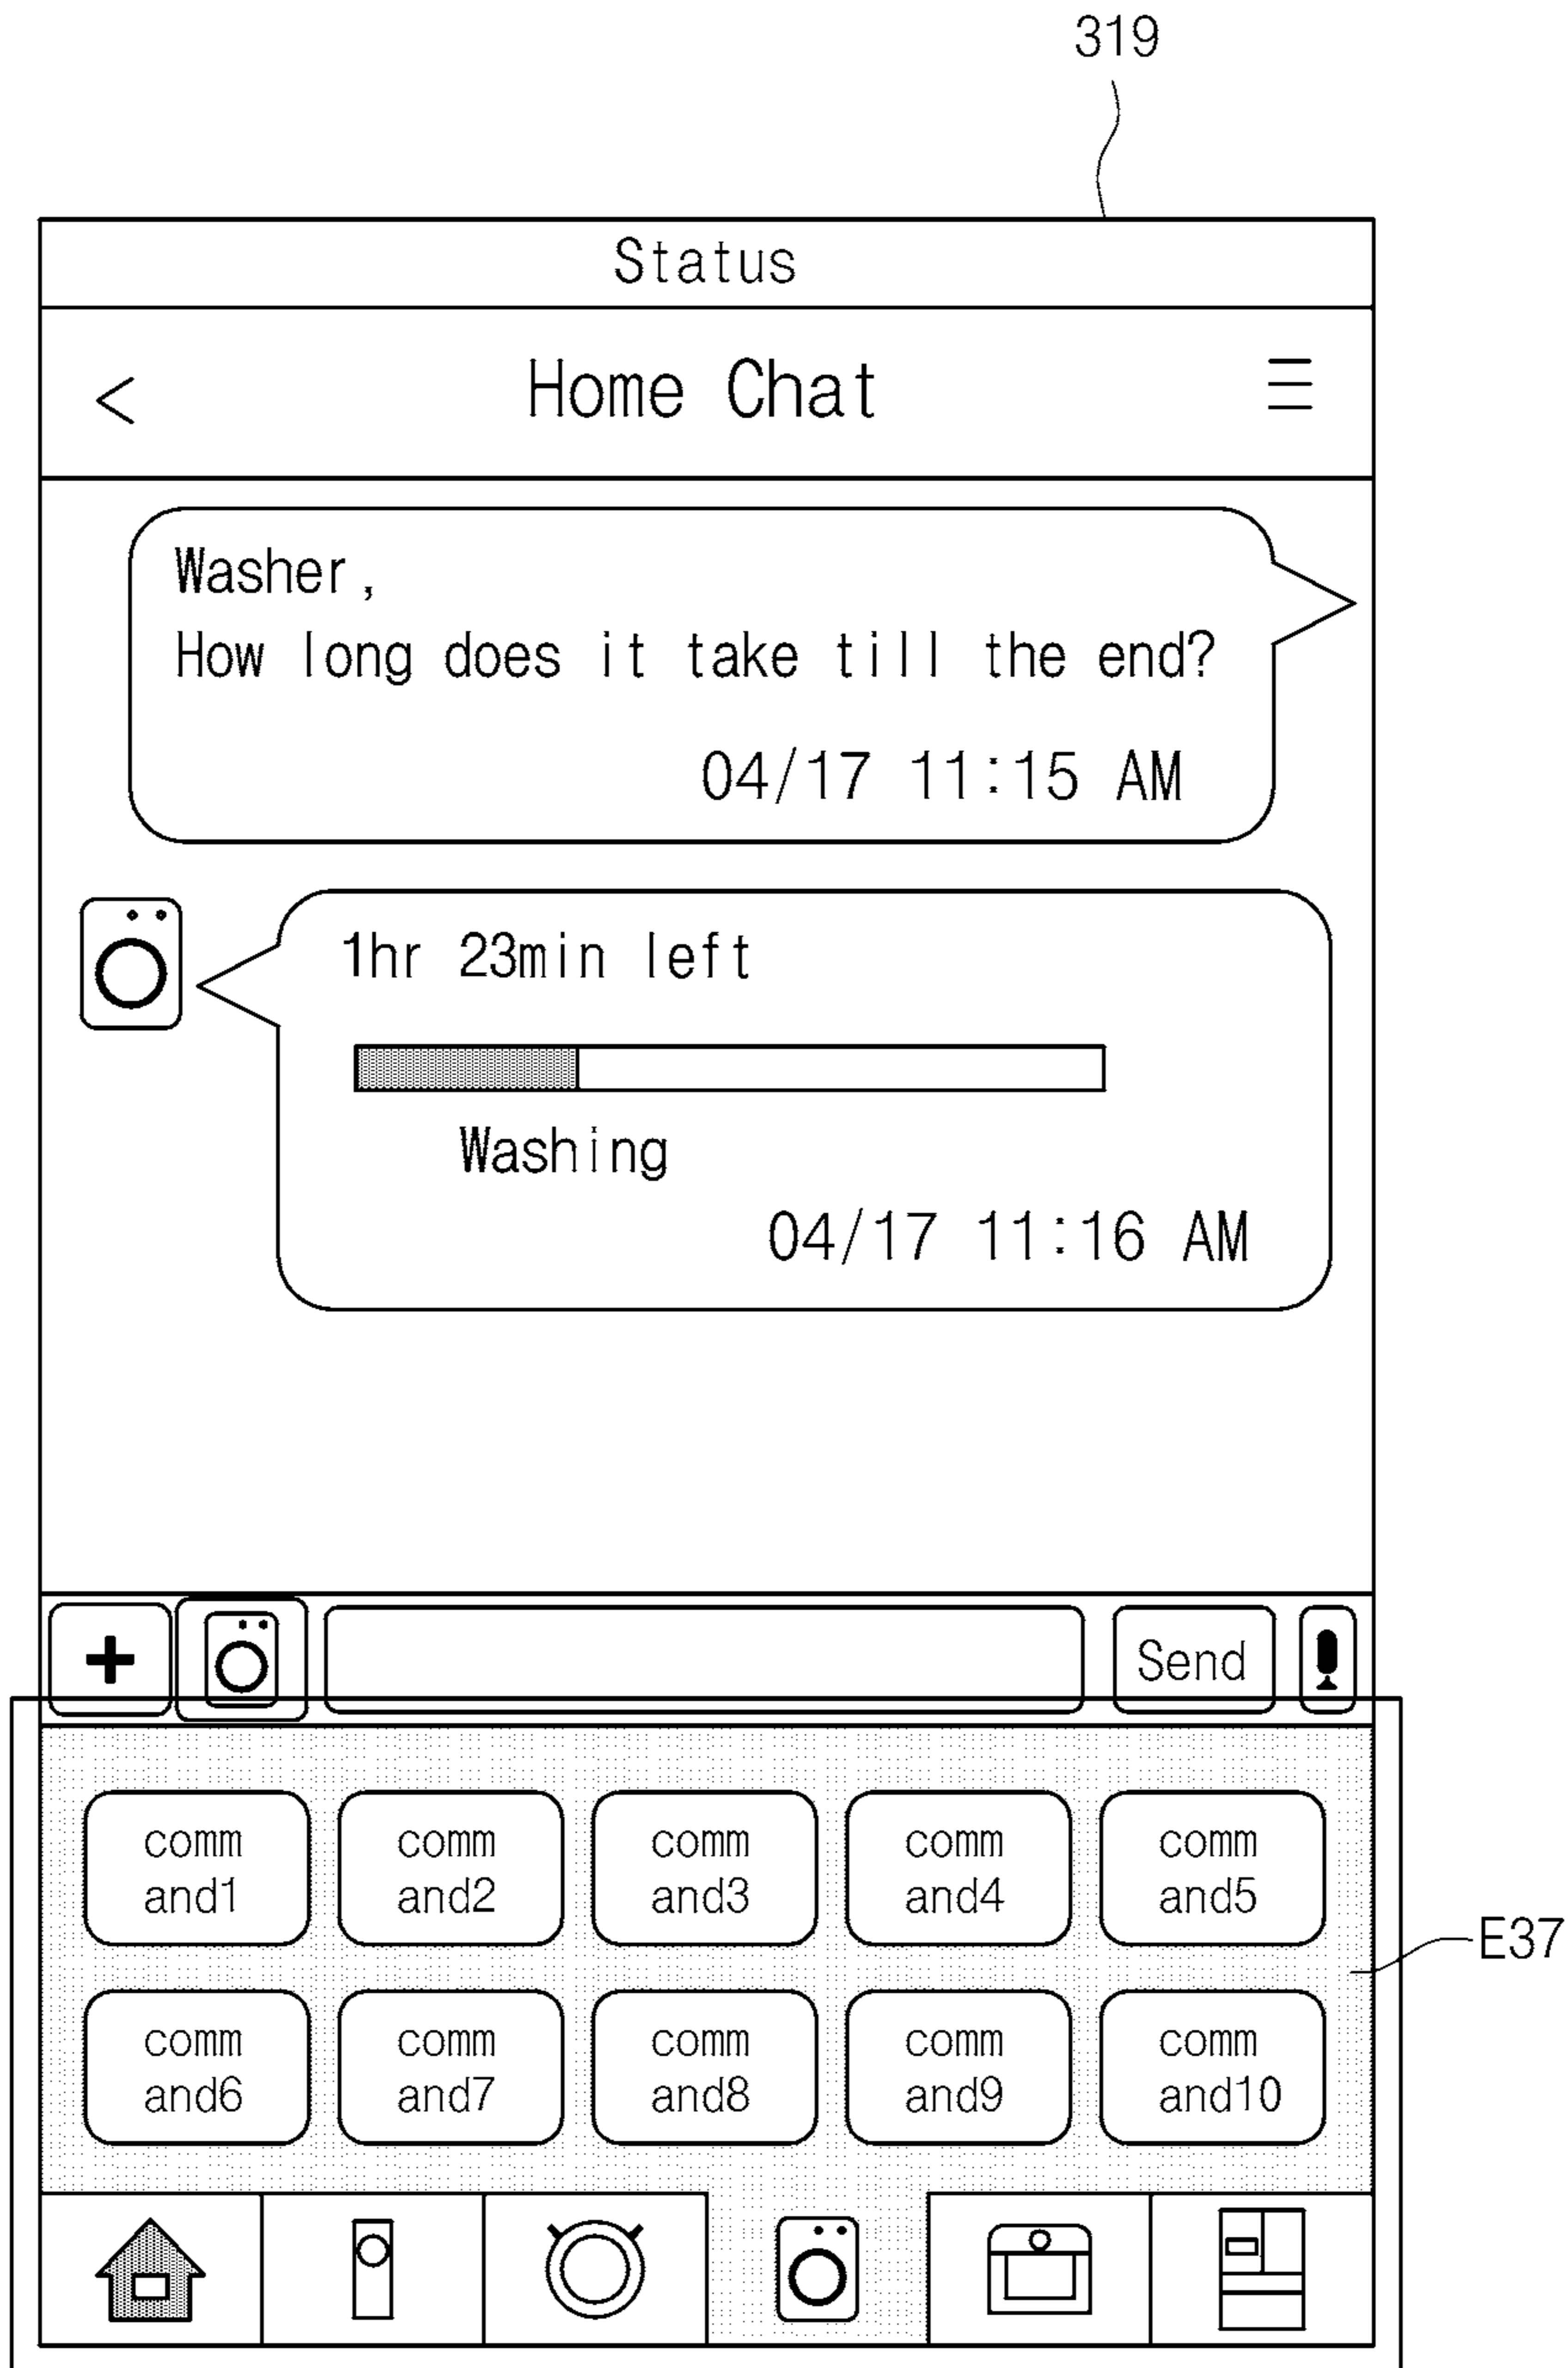 319
Status
< Home Chat
Washer,
How long does it take till the end?
04/17 11:15 AM
1hr 23min left
Washing
04/17 11:16 AM
+ Send
comm
and1
comm
and2
comm
and3
comm
and4
comm
and5
E37
comm
and6
comm
and7
comm
and8
comm
and9
comm
and10